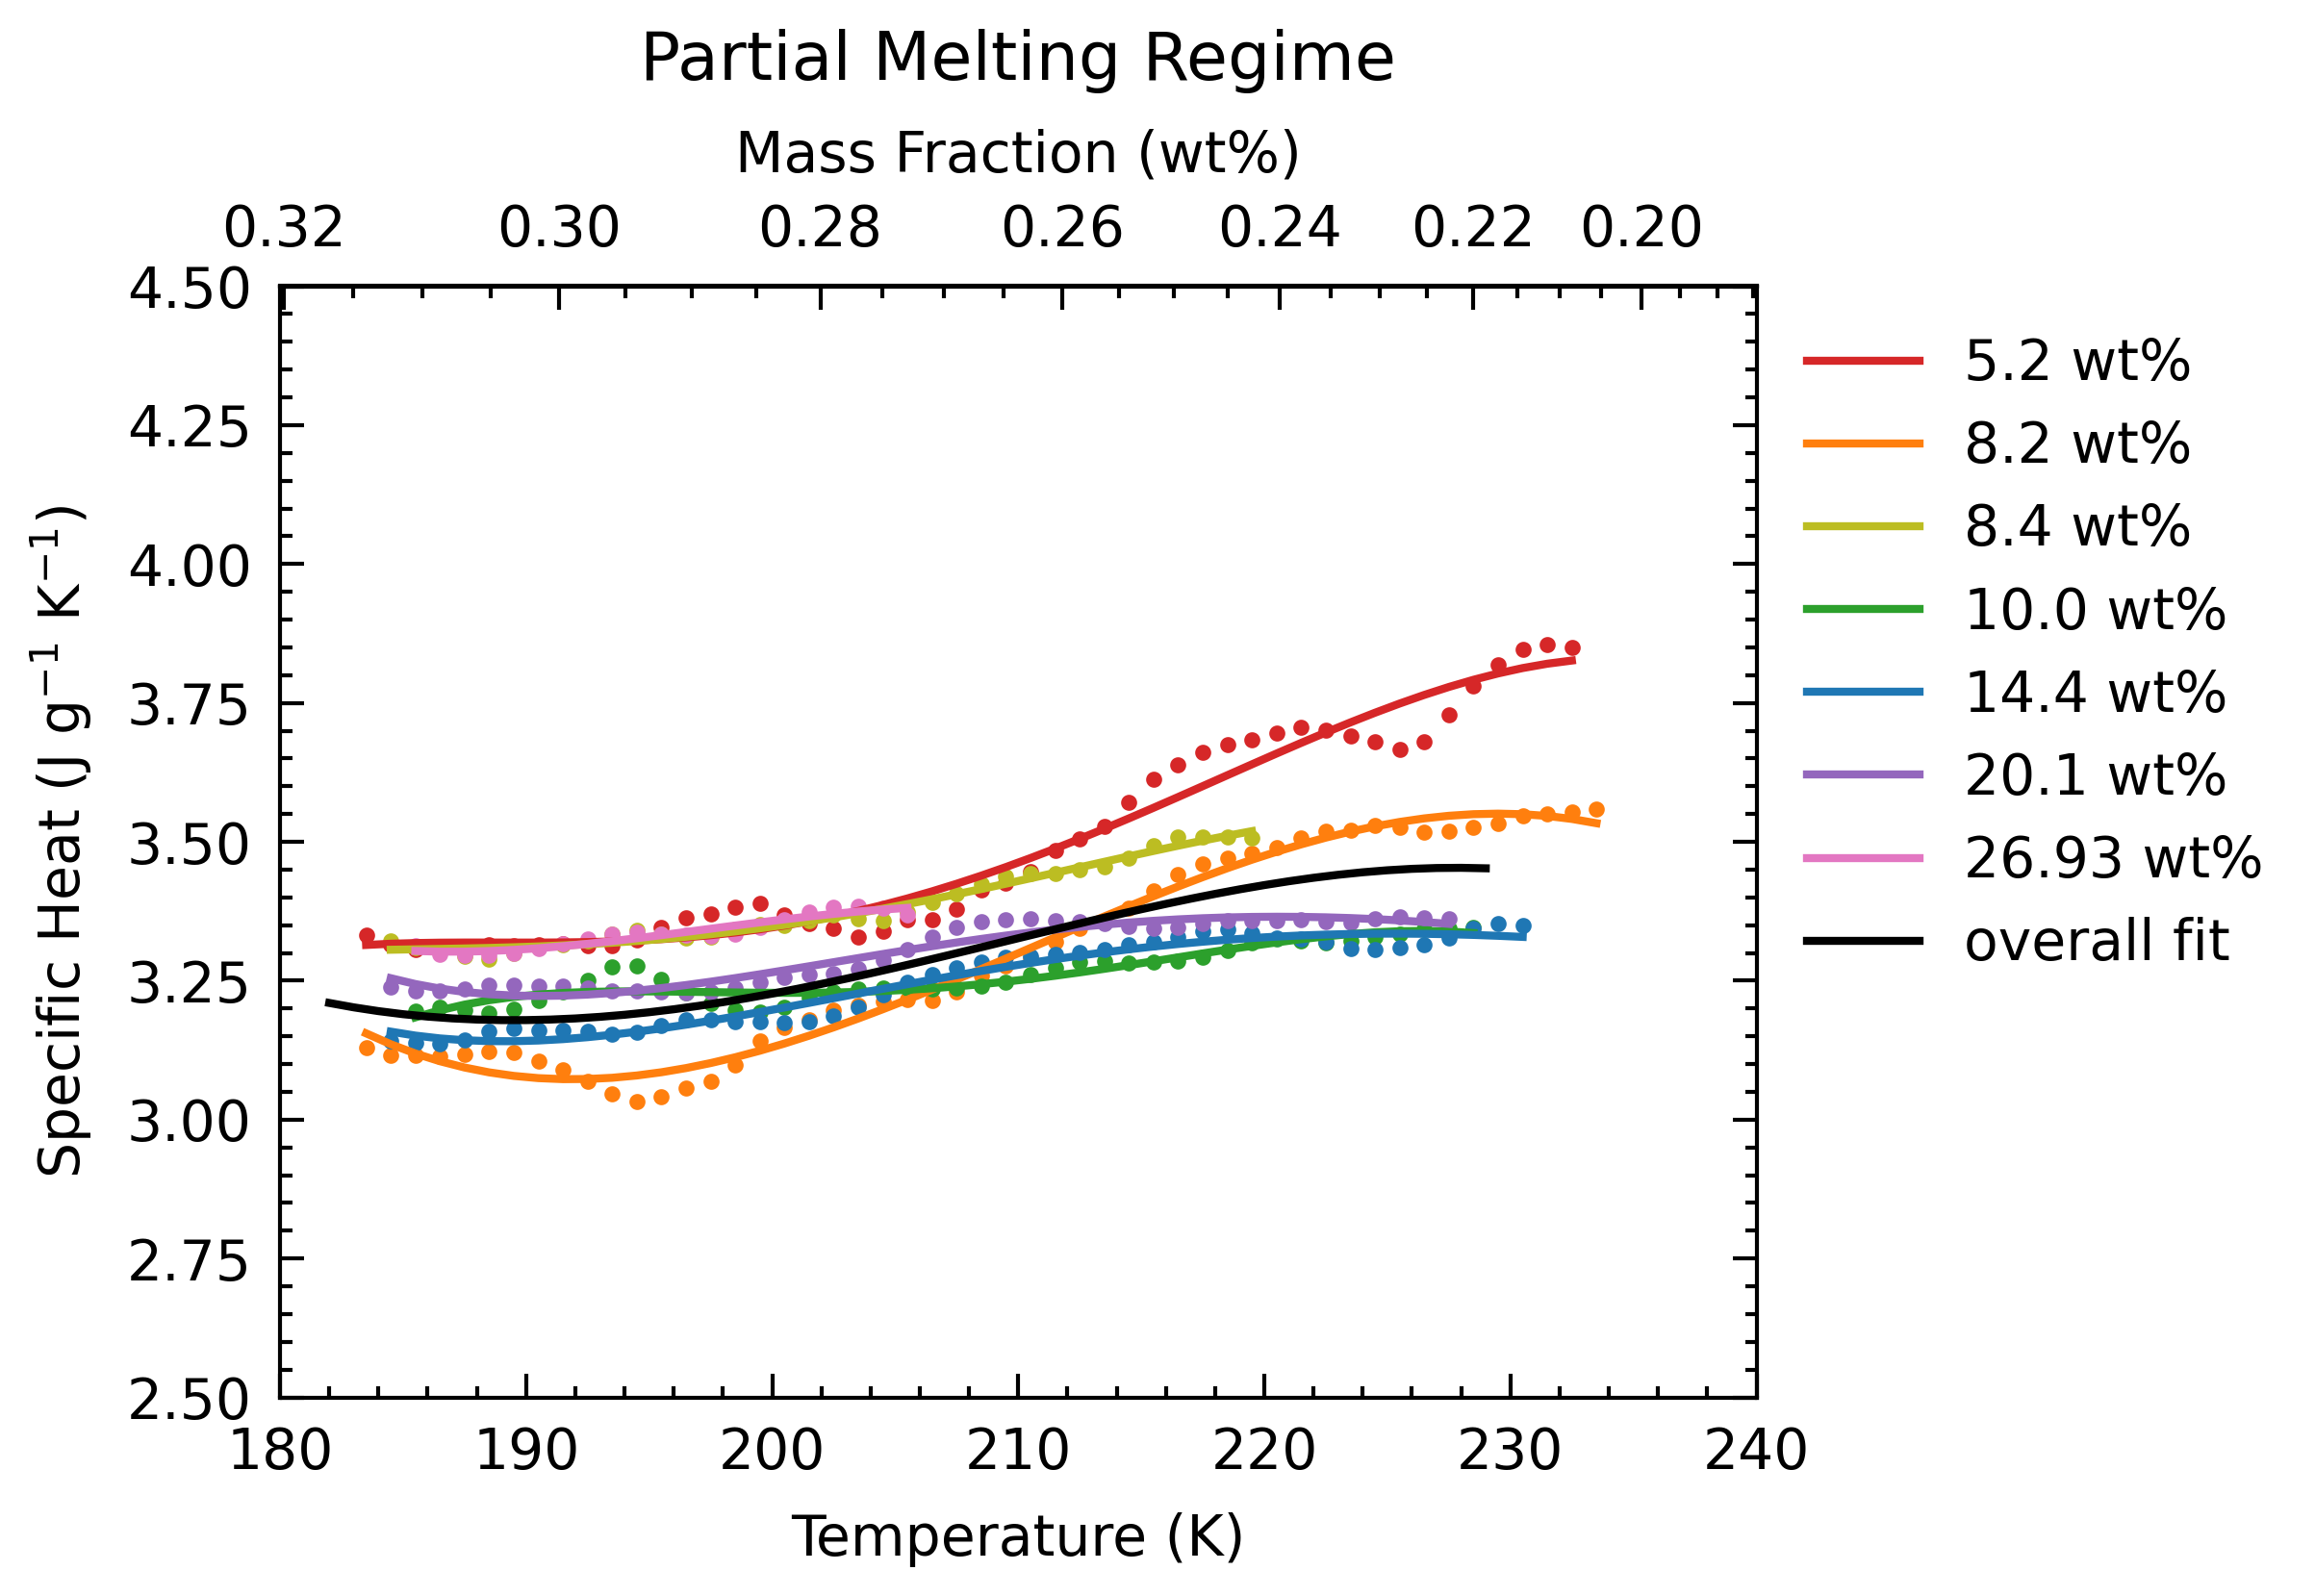 Partial Melting Regime
Mass Fraction (wt%)
0.32 0.30 0.28 0.26 0.24 0.22 0.20
4.50
4.25
4.00
3.75
3.50
3.25
3.00
2.75
2.50
Specific Heat (J g⁻¹ K⁻¹)
180 190 200 210 220 230 240
Temperature (K)
5.2 wt%
8.2 wt%
8.4 wt%
10.0 wt%
14.4 wt%
20.1 wt%
26.93 wt%
overall fit